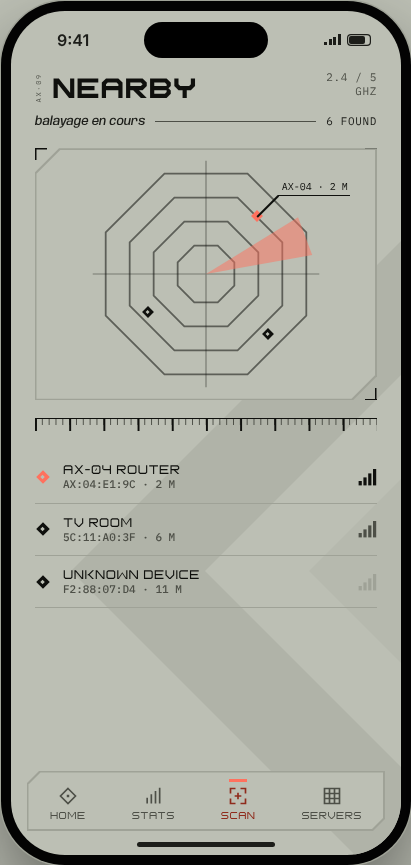 9:41
AX-09
NEARBY
2.4 / 5
GHZ
balayage en cours
6 FOUND
AX-04 · 2 M
AX-04 ROUTER
AX:04:E1:9C · 2 M
TV ROOM
5C:11:A0:3F · 6 M
UNKNOWN DEVICE
F2:88:07:D4 · 11 M
HOME
STATS
SCAN
SERVERS